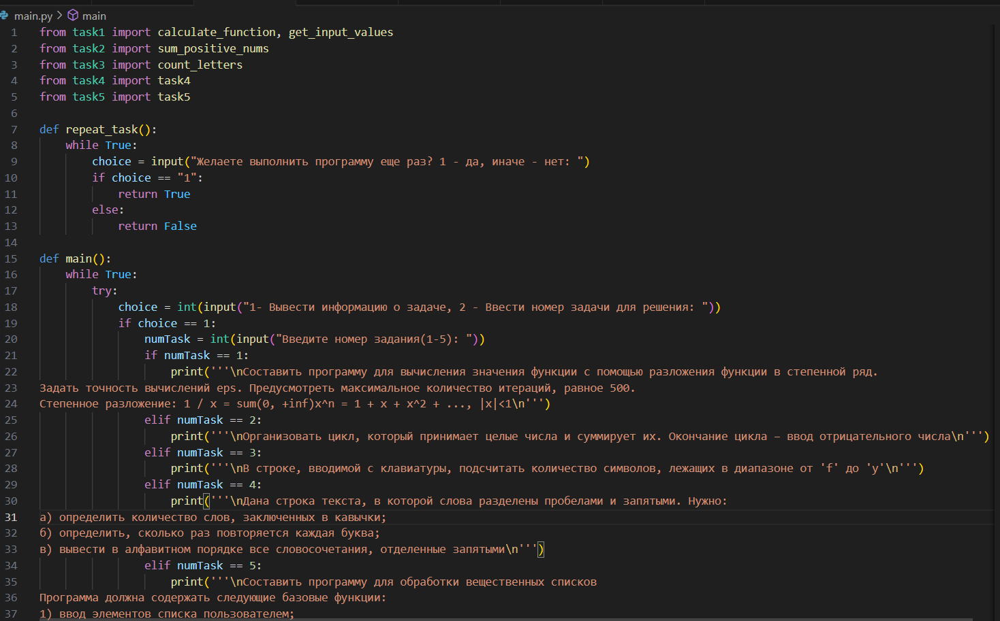 main.py > main
1 from task1 import calculate_function, get_input_values
2 from task2 import sum_positive_nums
3 from task3 import count_letters
4 from task4 import task4
5 from task5 import task5
6
7 def repeat_task():
8     while True:
9         choice = input("Желаете выполнить программу еще раз? 1 - да, иначе - нет: ")
10         if choice == "1":
11             return True
12         else:
13             return False
14
15 def main():
16     while True:
17         try:
18             choice = int(input("1- Вывести информацию о задаче, 2 - Ввести номер задачи для решения: "))
19             if choice == 1:
20                 numTask = int(input("Введите номер задания(1-5): "))
21                 if numTask == 1:
22                     print('''\nСоставить программу для вычисления значения функции с помощью разложения функции в степенной ряд.
23 Задать точность вычислений eps. Предусмотреть максимальное количество итераций, равное 500.
24 Степенное разложение: 1 / x = sum(0, +inf)x^n = 1 + x + x^2 + ..., |x|<1\n''')
25                 elif numTask == 2:
26                     print('''\nОрганизовать цикл, который принимает целые числа и суммирует их. Окончание цикла – ввод отрицательного числа\n''')
27                 elif numTask == 3:
28                     print('''\nВ строке, вводимой с клавиатуры, подсчитать количество символов, лежащих в диапазоне от 'f' до 'y'\n''')
29                 elif numTask == 4:
30                     print('''\nДана строка текста, в которой слова разделены пробелами и запятыми. Нужно:
31 а) определить количество слов, заключенных в кавычки;
32 б) определить, сколько раз повторяется каждая буква;
33 в) вывести в алфавитном порядке все словосочетания, отделенные запятыми\n''')
34                 elif numTask == 5:
35                     print('''\nСоставить программу для обработки вещественных списков
36 Программа должна содержать следующие базовые функции:
37 1) ввод элементов списка пользователем;